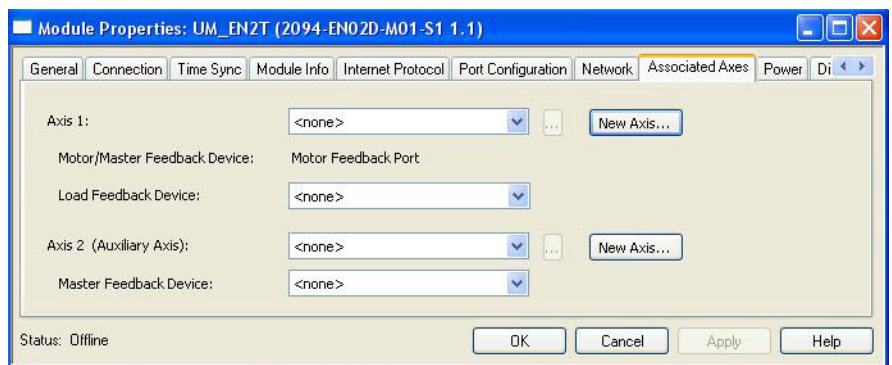 Module Properties: UM_EN2T (2094-EN02D-M01-S1 1.1)
General Connection Time Sync Module Info Internet Protocol Port Configuration Network Associated Axes Power Di
Axis 1: <none> ... New Axis...
Motor/Master Feedback Device: Motor Feedback Port
Load Feedback Device: <none>
Axis 2 (Auxiliary Axis): <none> ... New Axis...
Master Feedback Device: <none>
Status: Offline OK Cancel Apply Help